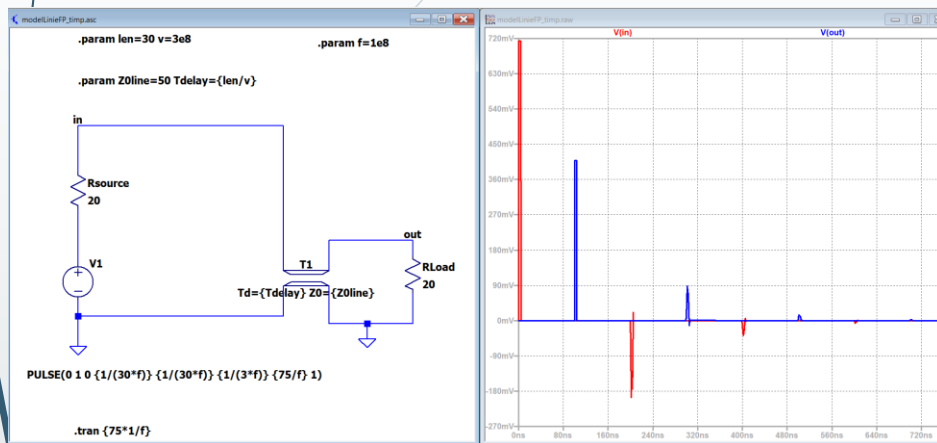 modelLinieFP_timp.asc
.param len=30 v=3e8
.param f=1e8
.param Z0line=50 Tdelay={len/v}
in
Rsource
20
V1
T1
Td={Tdelay} Z0={Z0line}
out
RLoad
20
PULSE(0 1 0 {1/(30*f)} {1/(30*f)} {1/(3*f)} {75/f} 1)
.tran {75*1/f}
modelLinieFP_timp.raw
V(in)
V(out)
720mV
630mV
540mV
450mV
360mV
270mV
180mV
90mV
0mV
-90mV
-180mV
-270mV
0ns
80ns
160ns
240ns
320ns
400ns
480ns
560ns
640ns
720ns